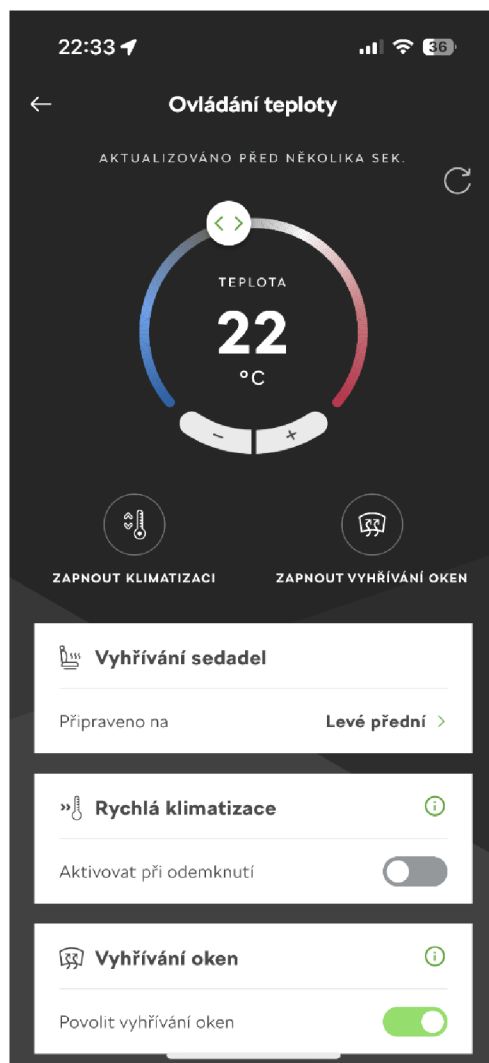 22:33
36
Ovládání teploty
AKTUALIZOVÁNO PŘED NĚKOLIKA SEK.
TEPLOTA
22
°C
− +
ZAPNOUT KLIMATIZACI ZAPNOUT VYHŘÍVÁNÍ OKEN
Vyhřívání sedadel
Připraveno na Levé přední >
Rychlá klimatizace
Aktivovat při odemknutí
Vyhřívání oken
Povolit vyhřívání oken